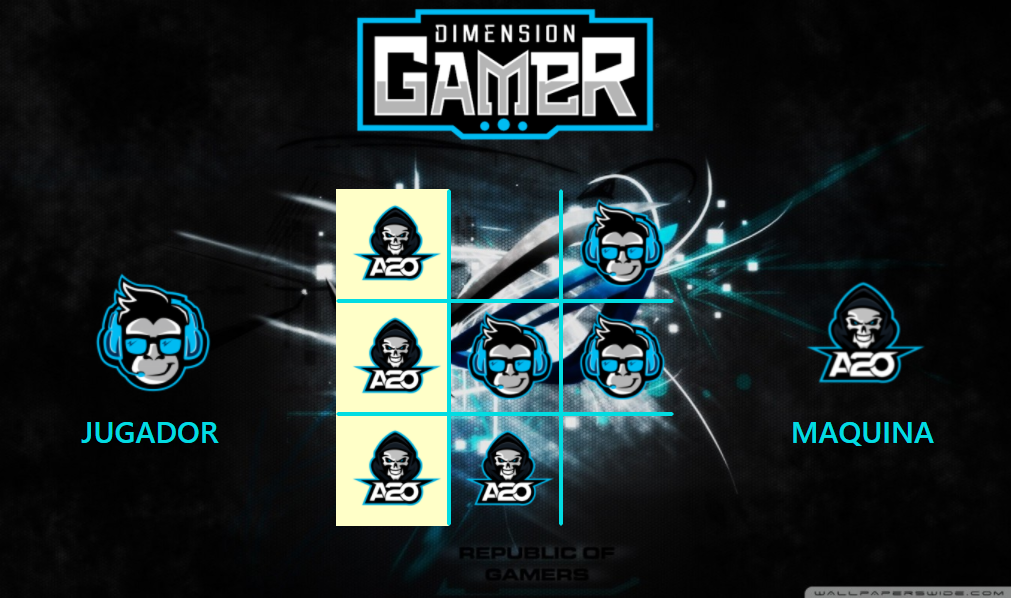 DIMENSION
GAMER
A2O
A2O
A2O
A2O
JUGADOR
A2O
MAQUINA
REPUBLIC OF
GAMERS
WALLPAPERSWIDE.COM